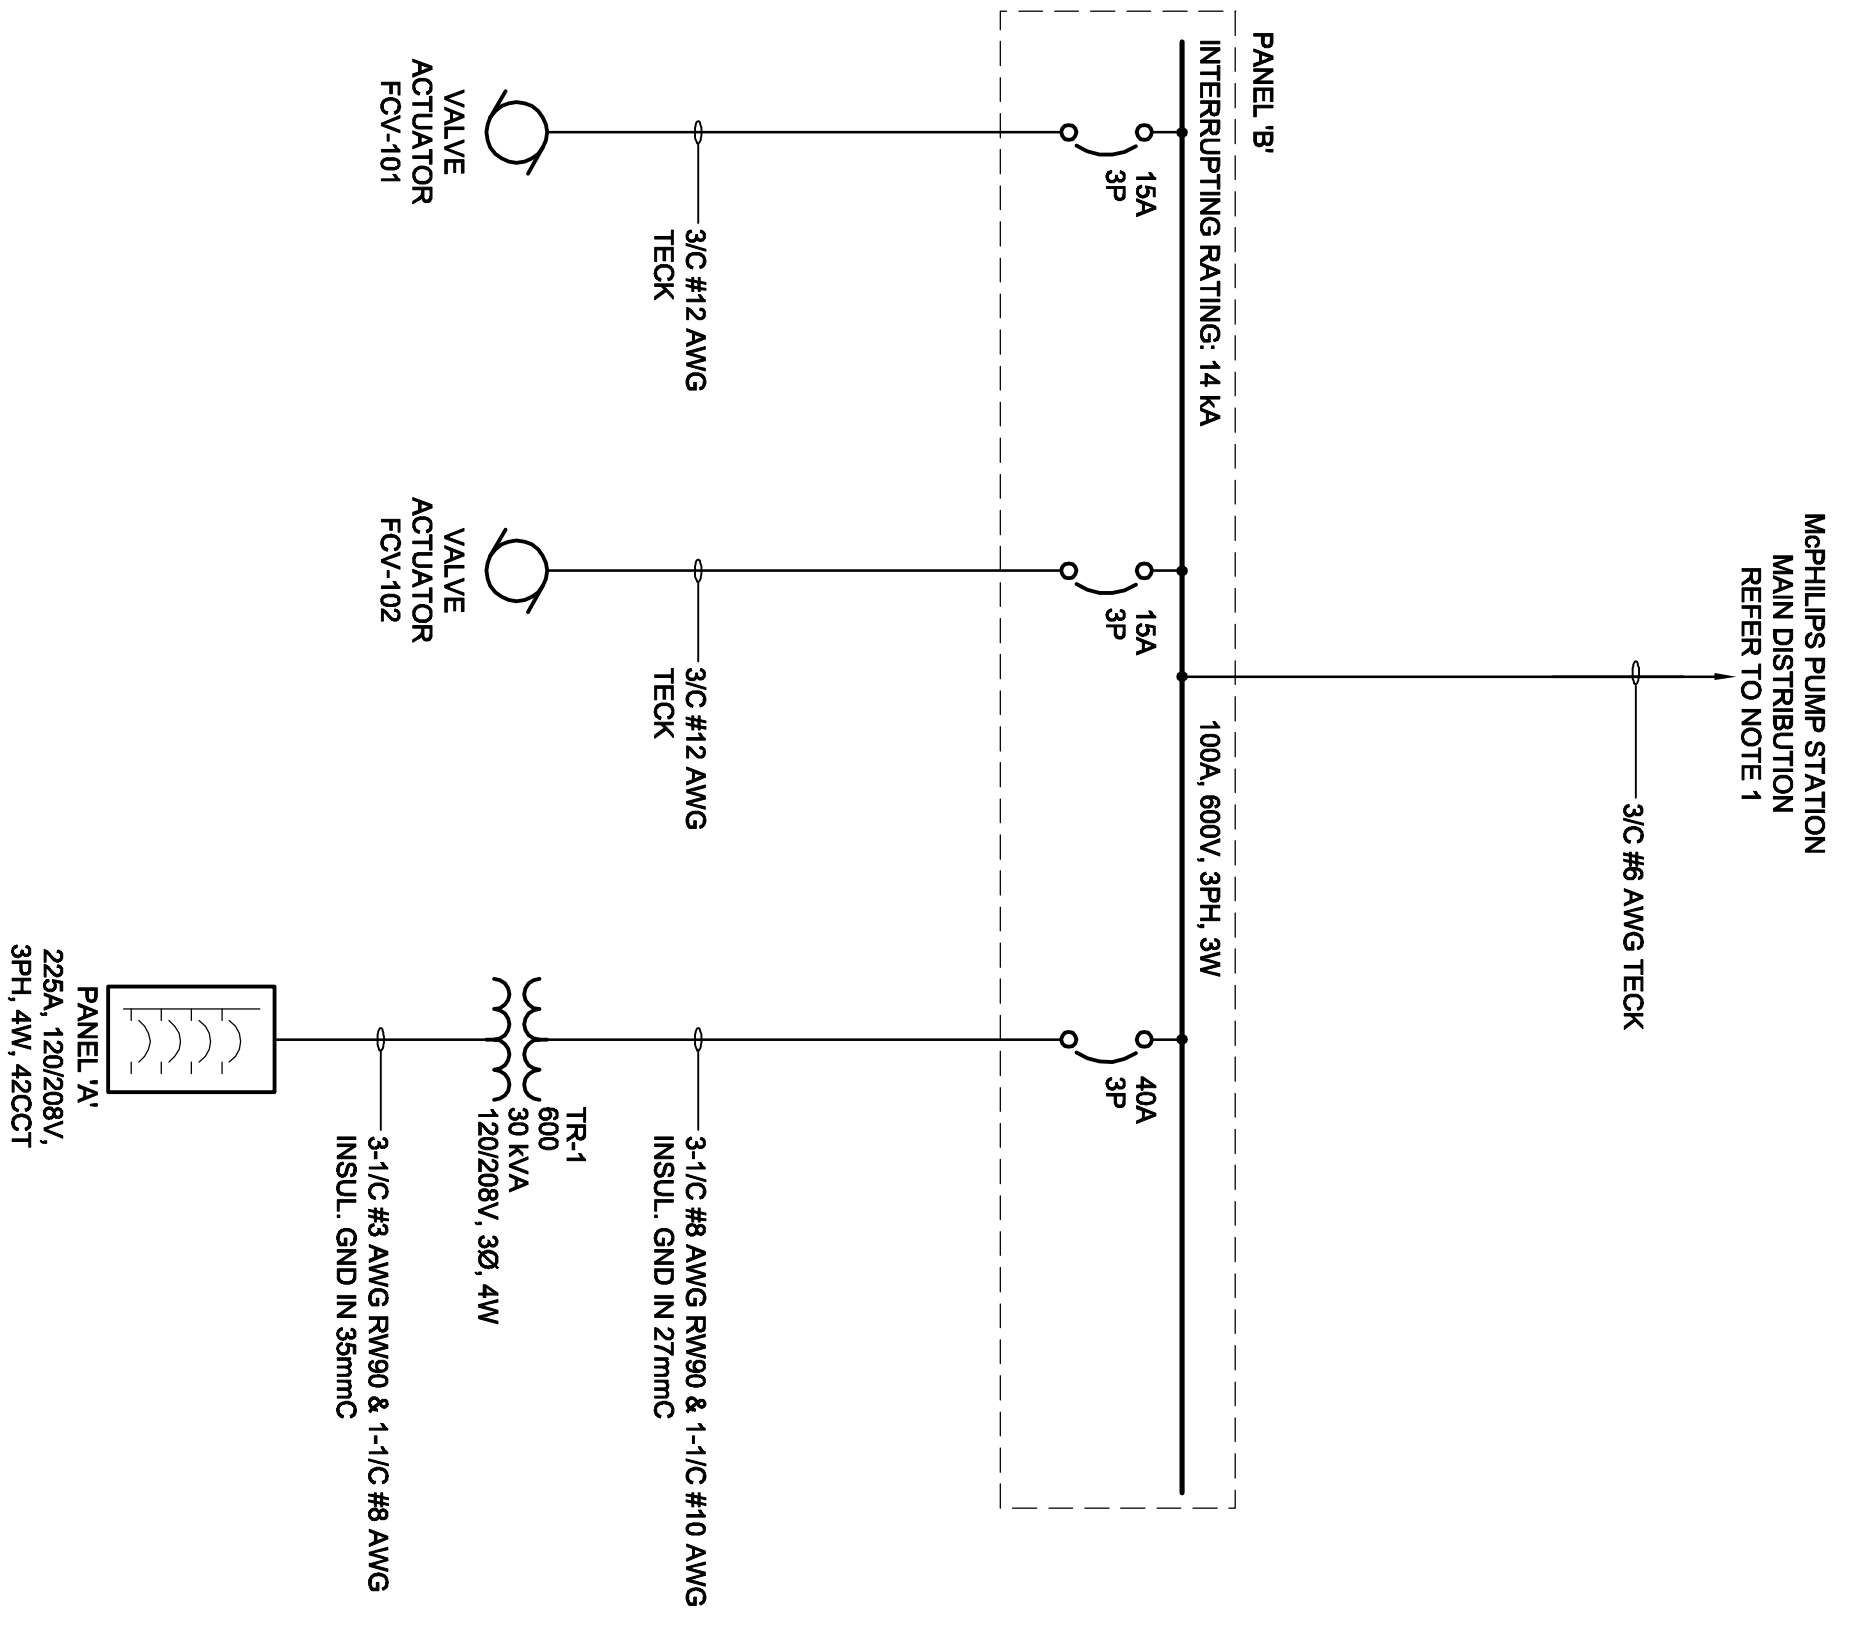 McPHILIPS PUMP STATION
MAIN DISTRIBUTION
REFER TO NOTE 1
3/C #6 AWG TECK
PANEL 'B'
INTERRUPTING RATING: 14 kA
100A, 600V, 3PH, 3W
15A
3P
15A
3P
40A
3P
3/C #12 AWG
TECK
3/C #12 AWG
TECK
3-1/C #8 AWG RW90 & 1-1/C #10 AWG
INSUL. GND IN 27mmC
VALVE
ACTUATOR
FCV-101
VALVE
ACTUATOR
FCV-102
TR-1
600
30 kVA
120/208V, 3Ø, 4W
3-1/C #3 AWG RW90 & 1-1/C #8 AWG
INSUL. GND IN 35mmC
PANEL 'A'
225A, 120/208V,
3PH, 4W, 42CCT